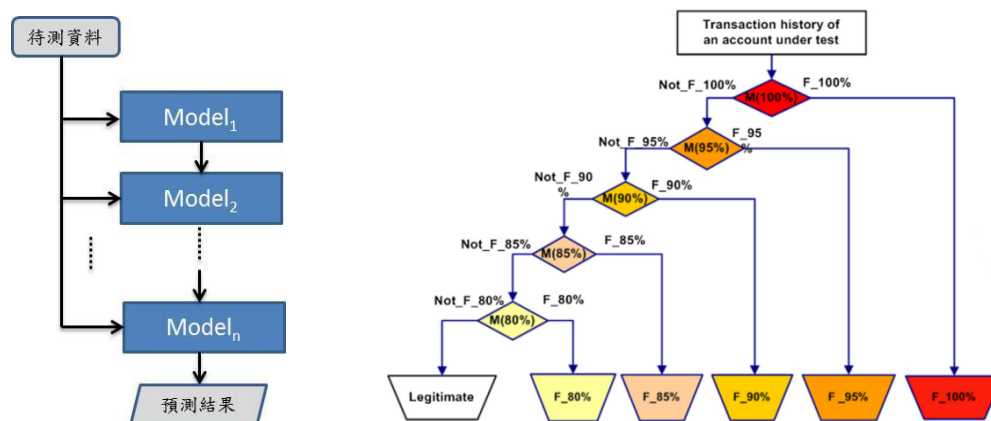 待測資料
Model1
Model2
Modeln
預測結果
Transaction history of
an account under test
Not_F_100%
F_100%
M(100%)
Not_F_95%
F_95
%
M(95%)
Not_F_90
%
F_90%
M(90%)
Not_F_85%
F_85%
M(85%)
Not_F_80%
F_80%
M(80%)
Legitimate
F_80%
F_85%
F_90%
F_95%
F_100%